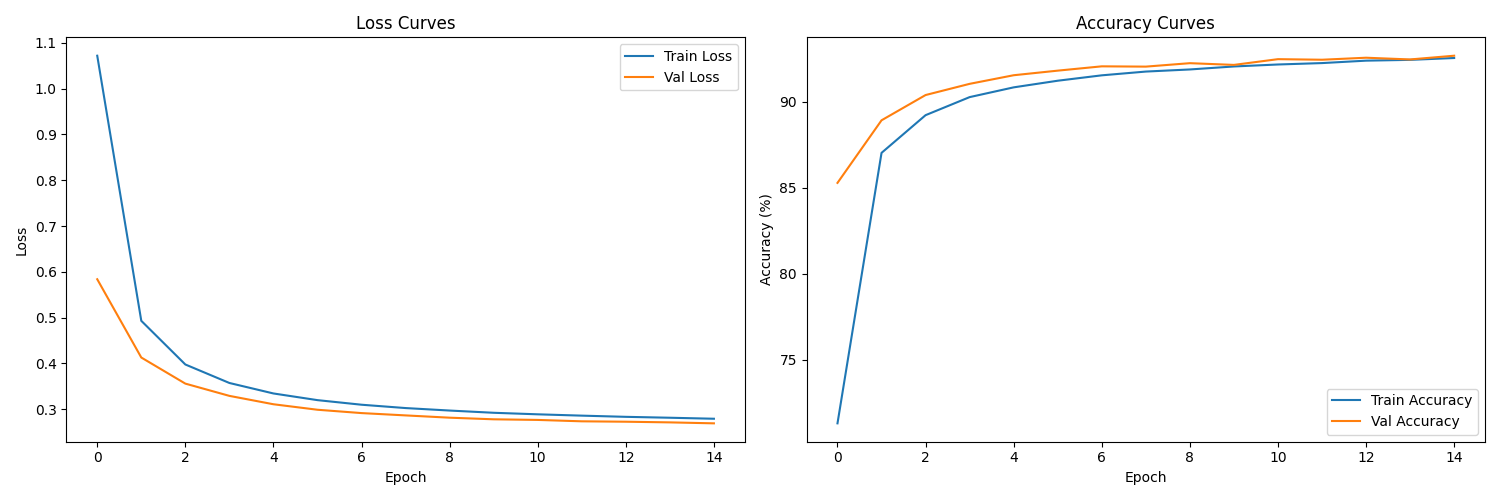 Loss Curves
1.1
1.0
0.9
0.8
0.7
0.6
0.5
0.4
0.3
Loss
Train Loss
Val Loss
0 2 4 6 8 10 12 14
Epoch
Accuracy Curves
90
85
80
75
Accuracy (%)
Train Accuracy
Val Accuracy
0 2 4 6 8 10 12 14
Epoch